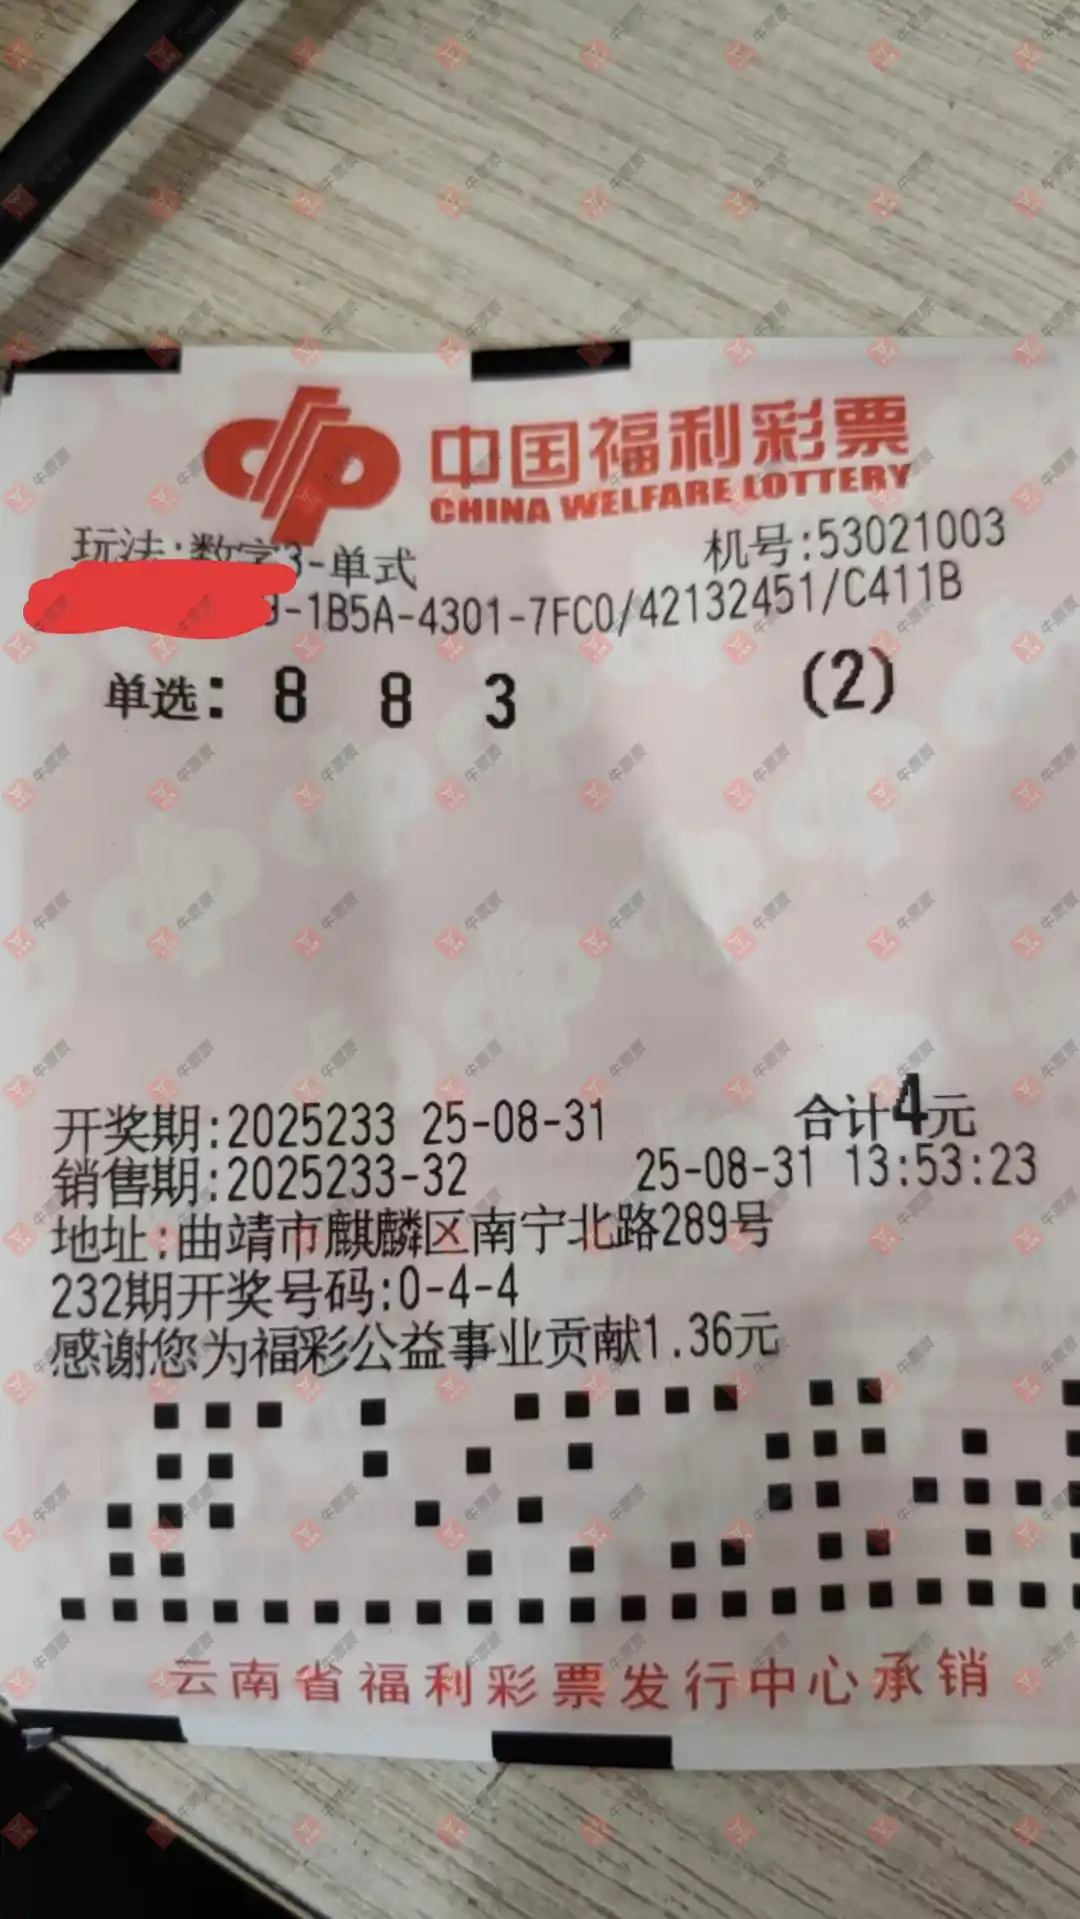 中国福利彩票
CHINA WELFARE LOTTERY
玩法:数字3-单式 机号:53021003
-1B5A-4301-7FC0/42132451/C411B
单选: 8 8 3 (2)
开奖期:2025233 25-08-31 合计4元
销售期:2025233-32 25-08-31 13:53:23
地址:曲靖市麒麟区南宁北路289号
232期开奖号码:0-4-4
感谢您为福彩公益事业贡献1.36元
云南省福利彩票发行中心承销
牛票票